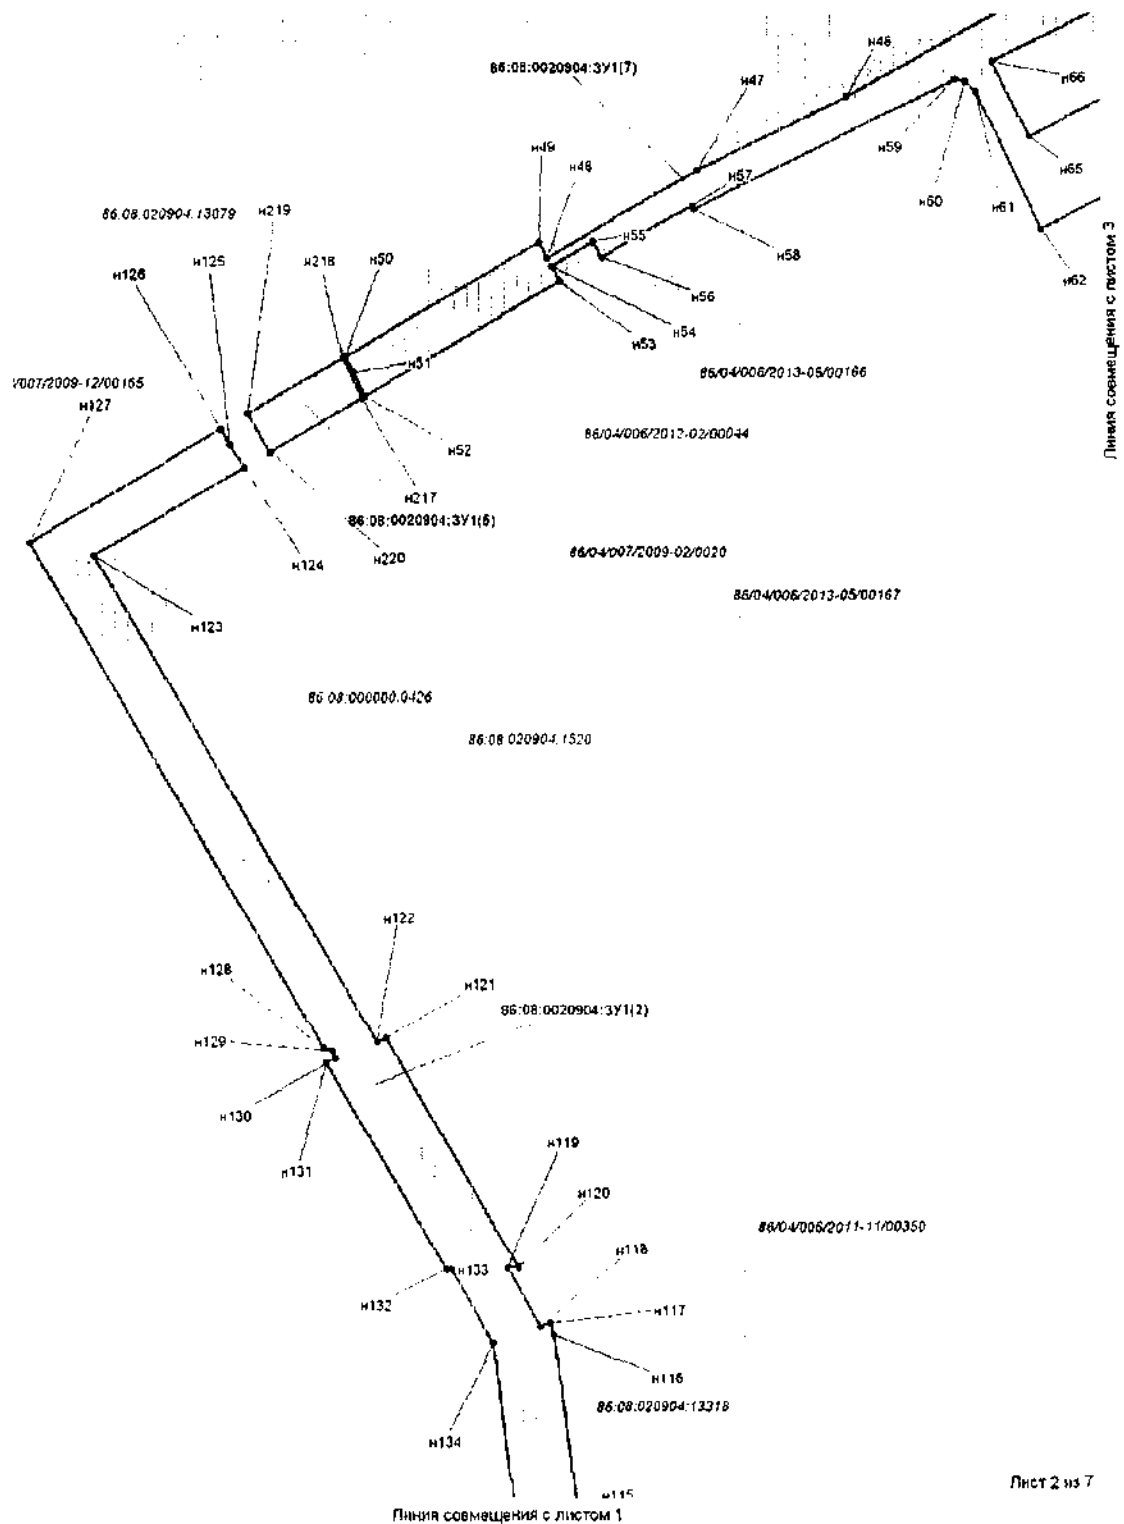 н46
86:08:0020904:ЗУ1(7)
н47
н66
н49
н48
н59
н65
н57
н60
н61
86.08.020904.13079
н219
н55
н58
н62
Линия совмещения с листом 3
н126
н125
н218
н50
н56
н54
н53
н51
/007/2009-12/00165
н127
86/04/006/2013-05/00166
86/04/006/2012-02/00044
н52
н217
86:08:0020904:ЗУ1(6)
н124
н220
86/04/007/2009-02/0020
86/04/006/2013-05/00167
н123
86 08:000000.0426
86:08 020904.1520
н122
н128
н121
86:08:0020904:ЗУ1(2)
н129
н130
н131
н119
н120
н118
86/04/006/2011-11/00350
н133
н132
н117
н116
86:08:020904:13318
н134
н115
Лист 2 из 7
Линия совмещения с листом 1